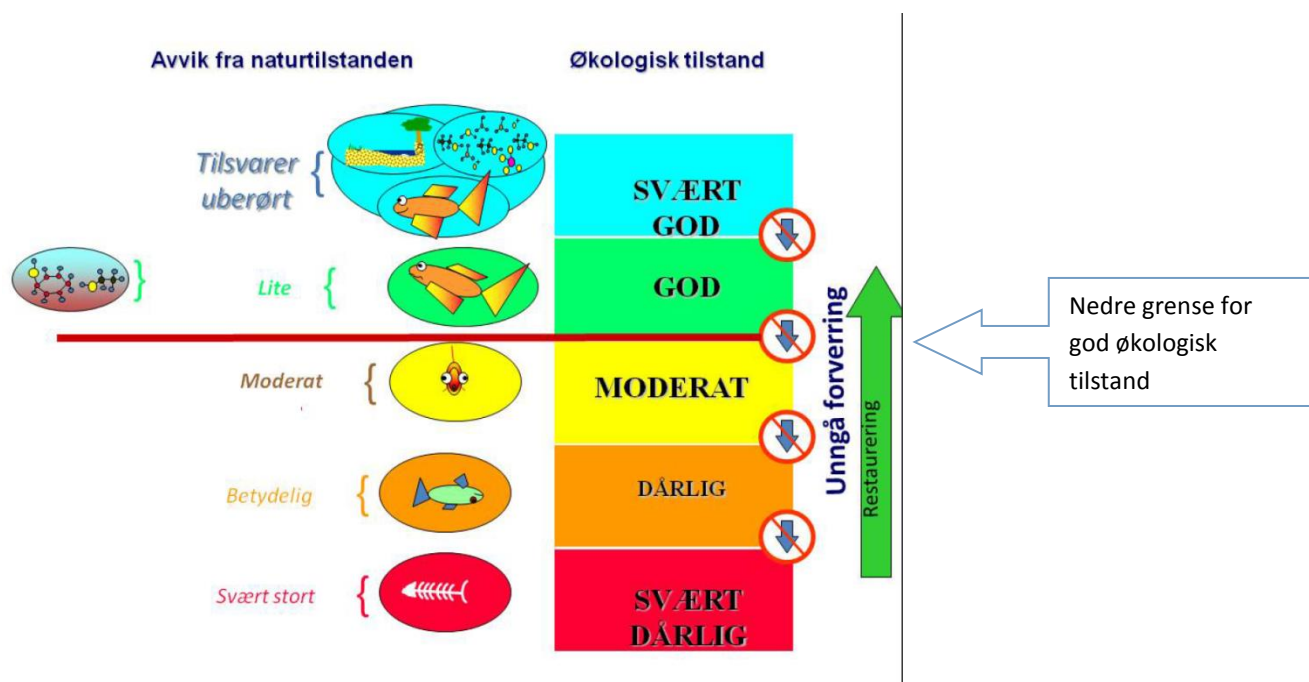 Avvik fra naturtilstanden
Økologisk tilstand
Tilsvarer
uberørt
SVÆRT
GOD
Lite
GOD
Moderat
MODERAT
Betydelig
DÅRLIG
Svært stort
SVÆRT
DÅRLIG
Unngå forverring
Restaurering
Nedre grense for
god økologisk
tilstand